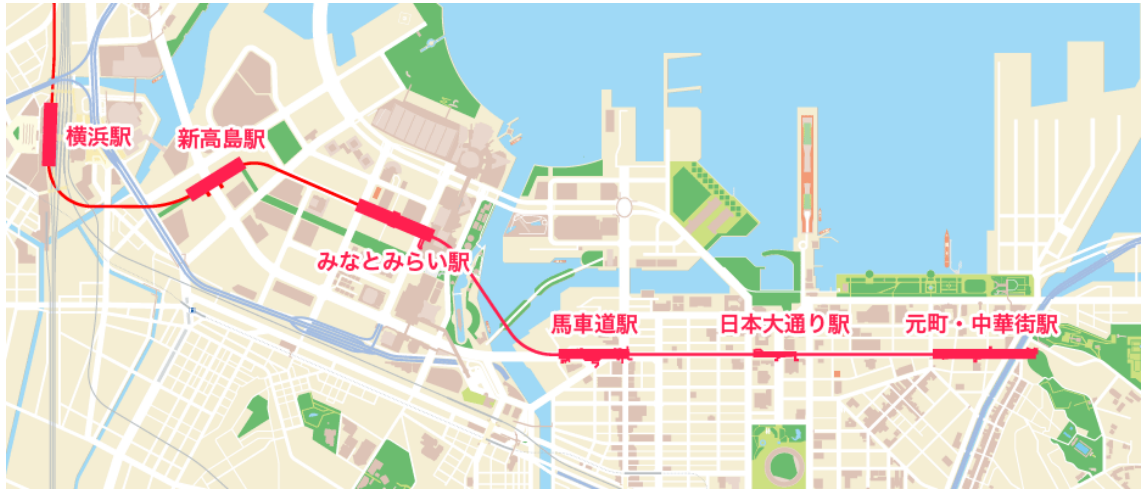 横浜駅
新高島駅
みなとみらい駅
馬車道駅
日本大通り駅
元町・中華街駅